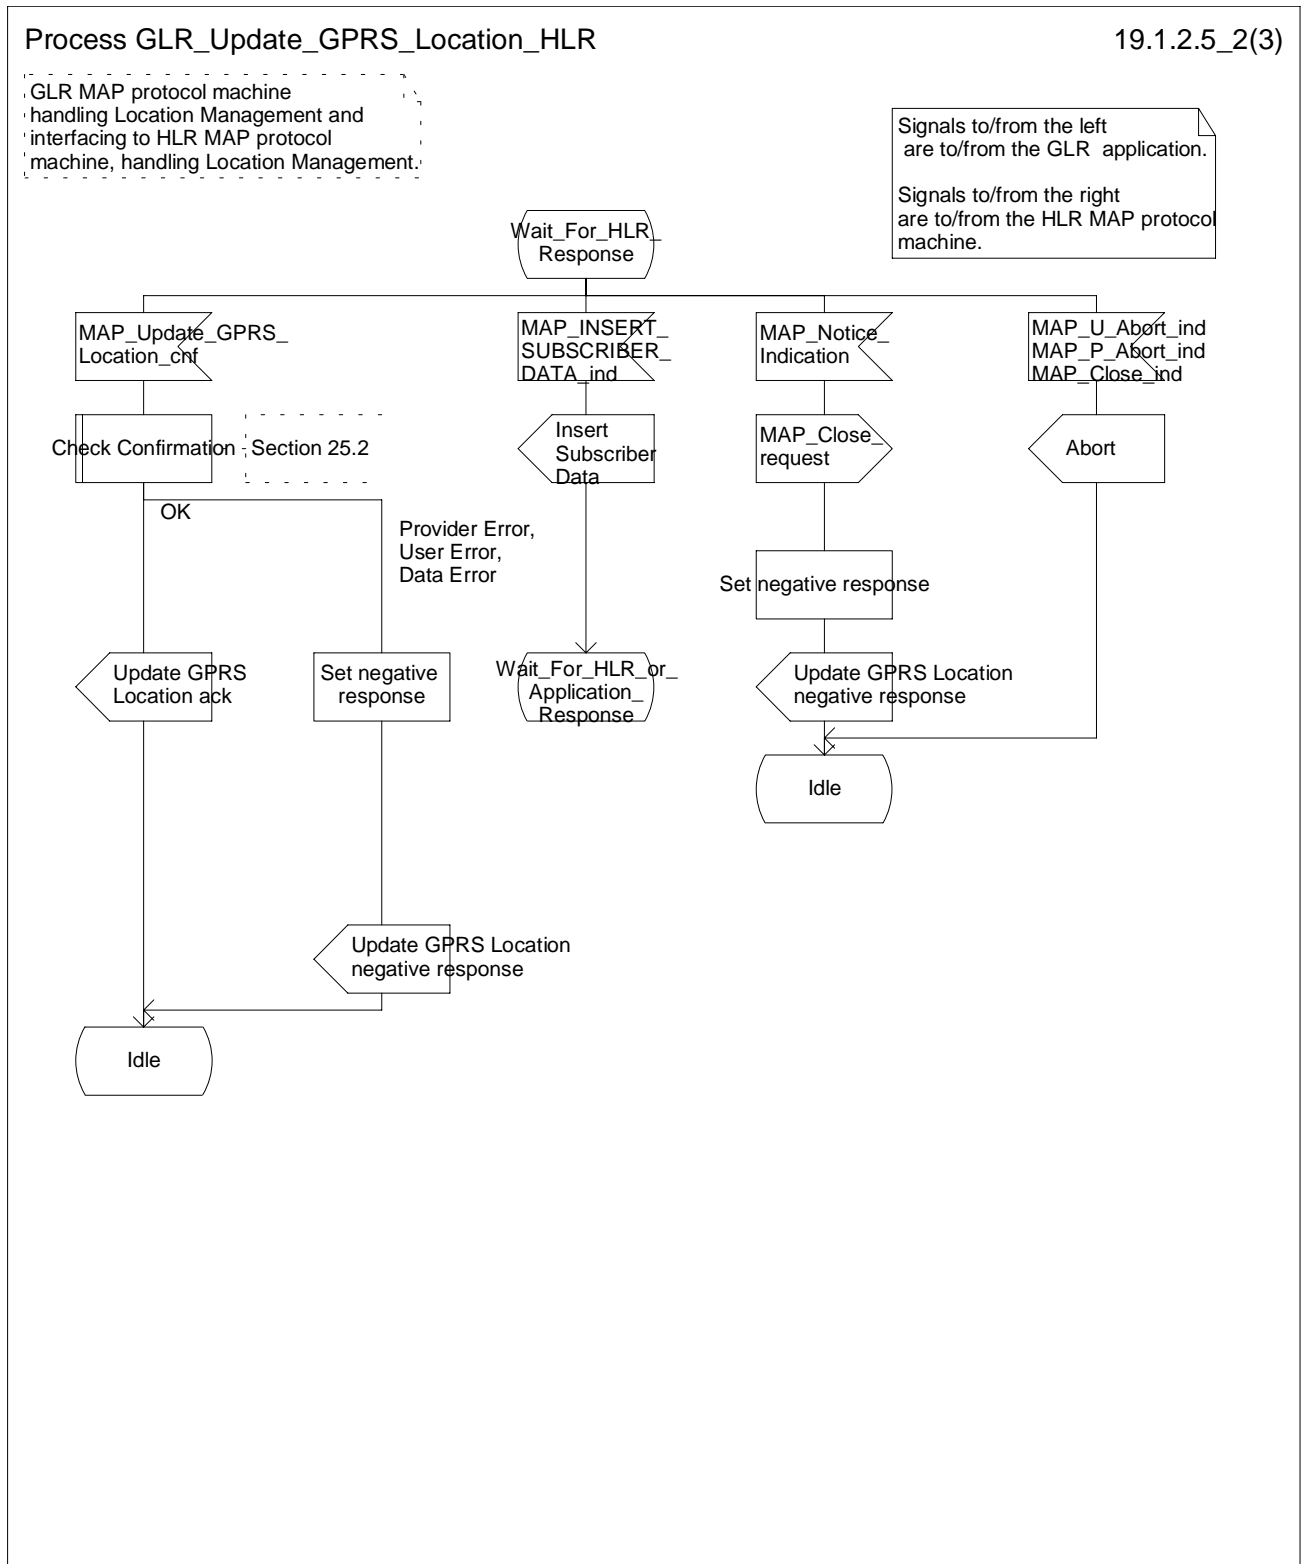 Process GLR_Update_GPRS_Location_HLR
19.1.2.5_2(3)
GLR MAP protocol machine
handling Location Management and
interfacing to HLR MAP protocol
machine, handling Location Management.
Signals to/from the left
are to/from the GLR application.
Signals to/from the right
are to/from the HLR MAP protocol
machine.
Wait_For_HLR_
Response
MAP_Update_GPRS_
Location_cnf
MAP_INSERT_
SUBSCRIBER_
DATA_ind
MAP_Notice_
Indication
MAP_U_Abort_ind
MAP_P_Abort_ind
MAP_Close_ind
Check Confirmation
Section 25.2
Insert
Subscriber
Data
MAP_Close_
request
Abort
OK
Provider Error,
User Error,
Data Error
Set negative response
Update GPRS
Location ack
Set negative
response
Wait_For_HLR_or_
Application_
Response
Update GPRS Location
negative response
Idle
Update GPRS Location
negative response
Idle